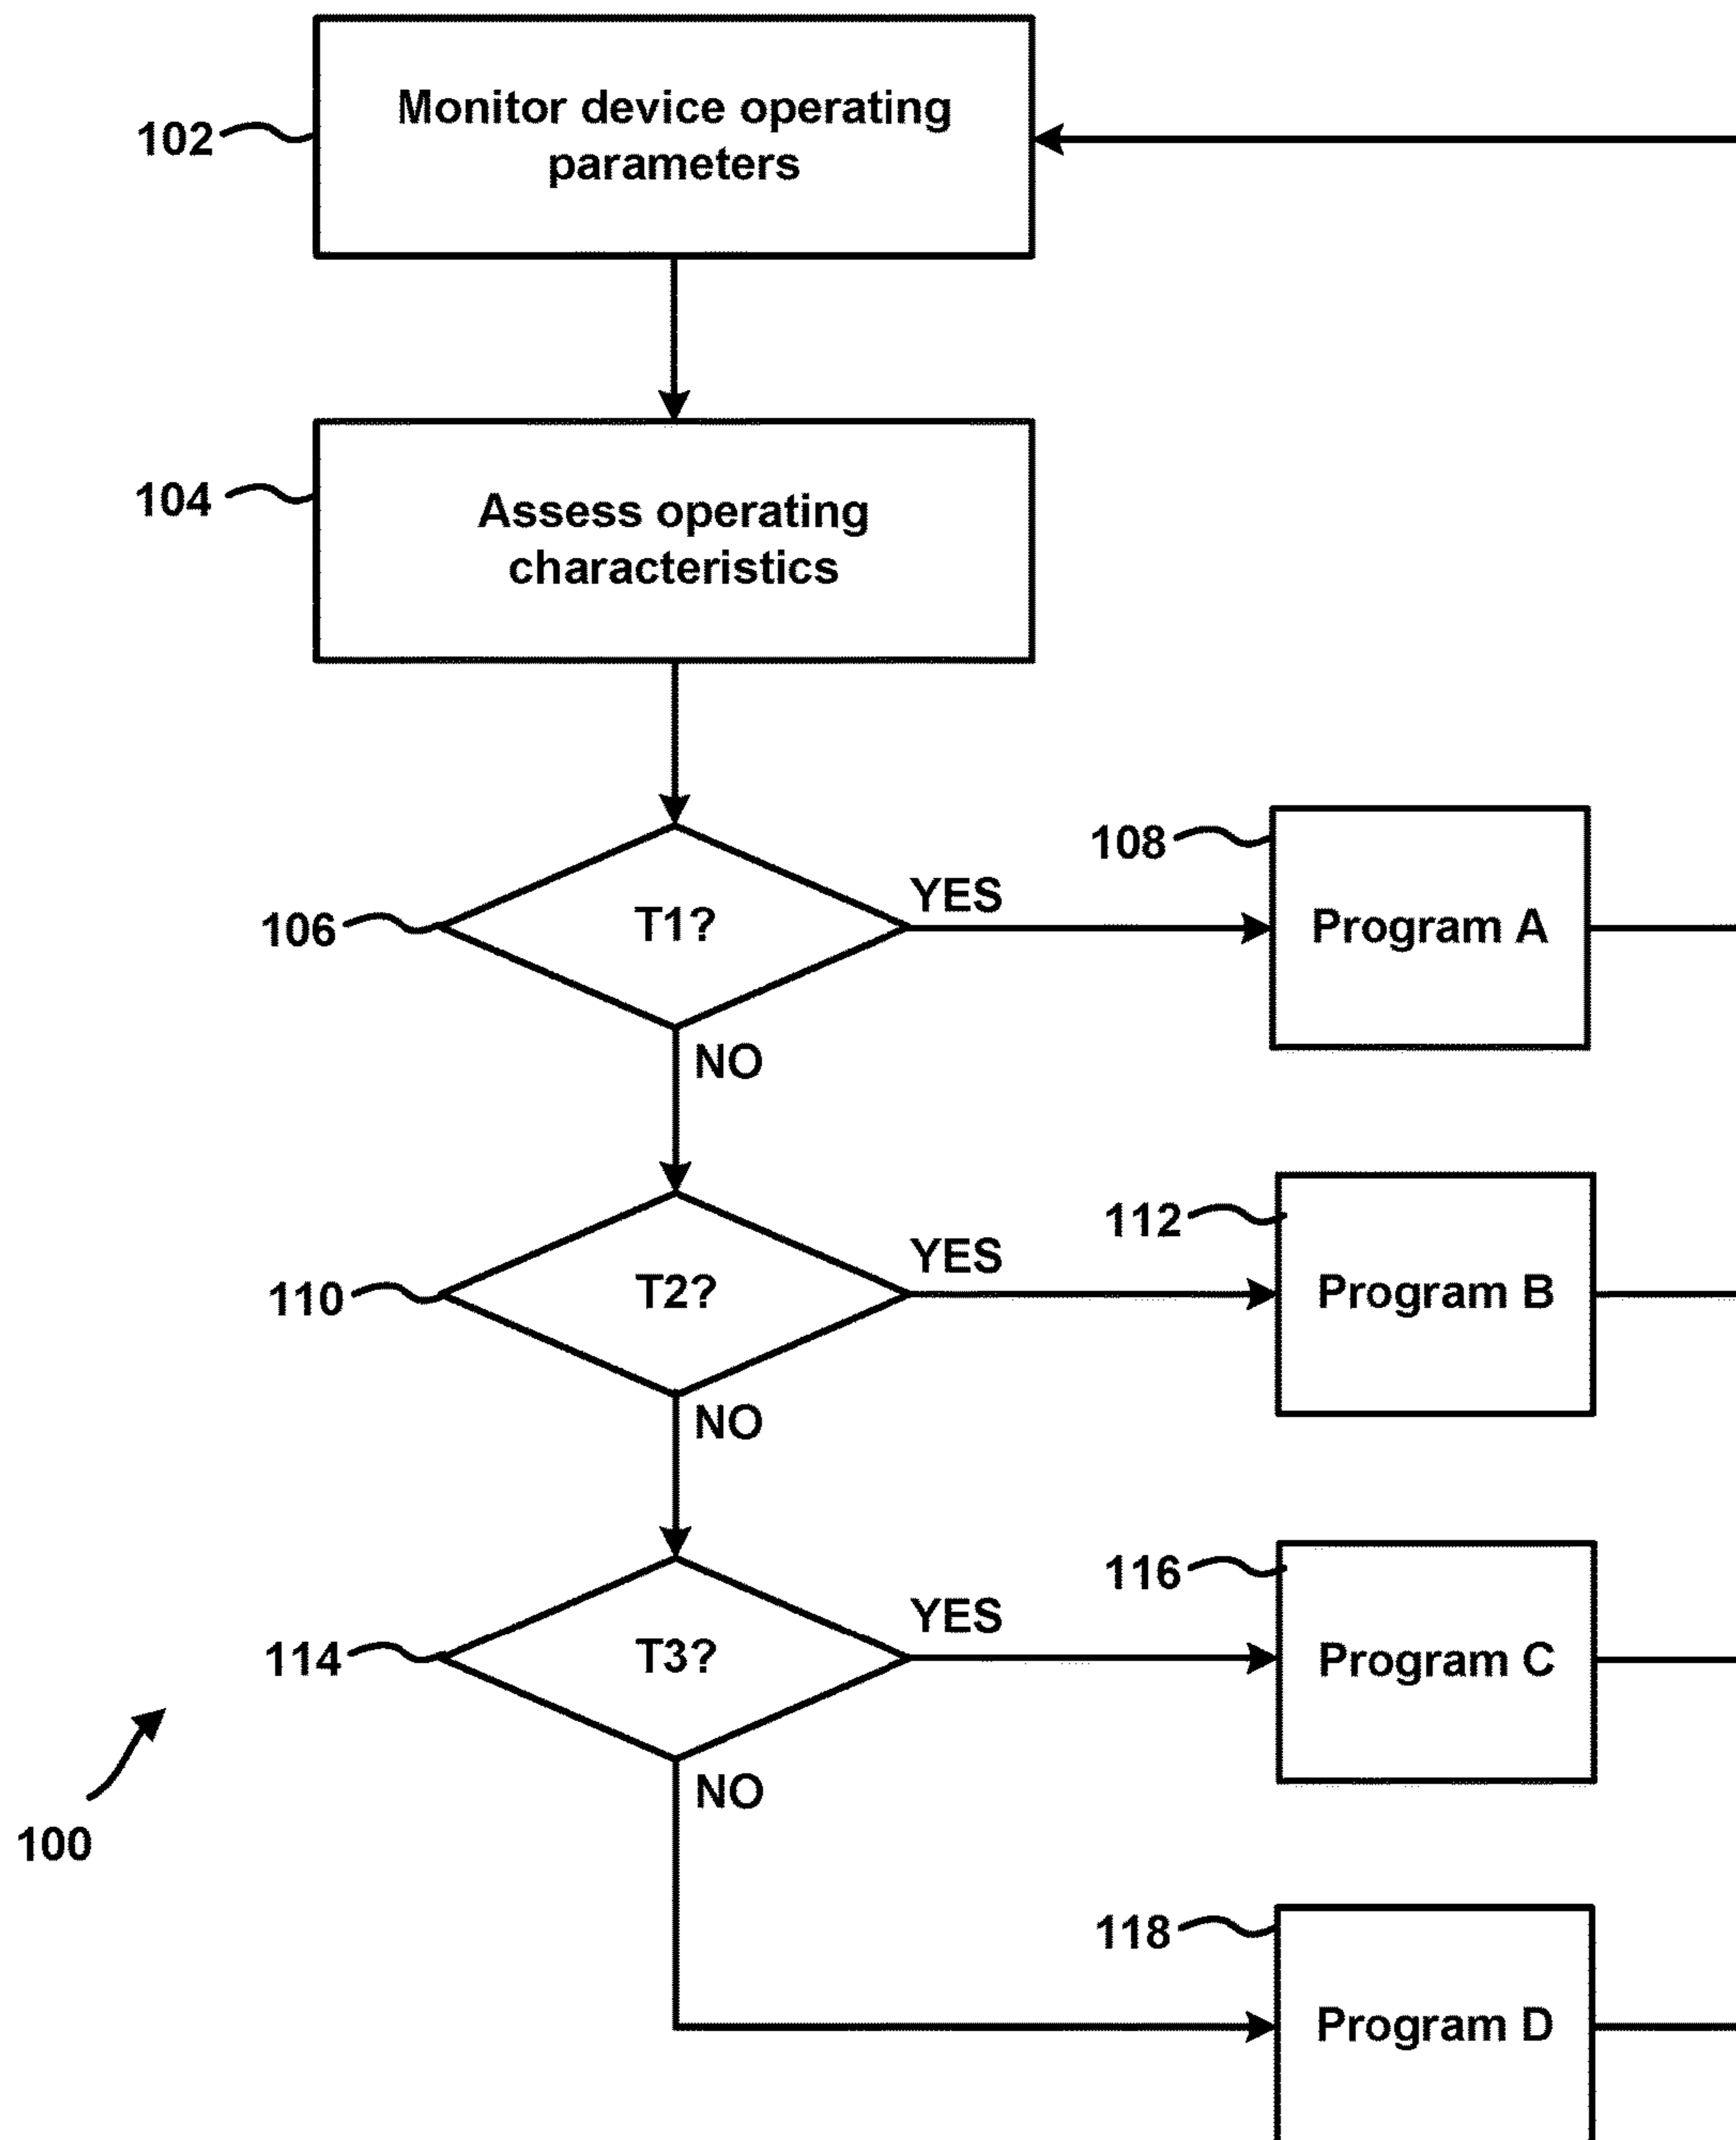 Monitor device operating
parameters
102
Assess operating
characteristics
104
108
T1?
YES
106
Program A
NO
112
T2?
YES
110
Program B
NO
116
T3?
YES
114
Program C
NO
100
118
Program D